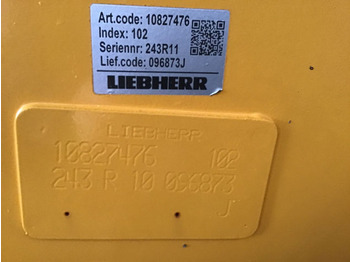 Art.code: 10827476
Index: 102
Seriennr: 243R11
Lief.code: 096873J
LIEBHERR
LIEBHERR
10827476 102
243 R 10 096873
J